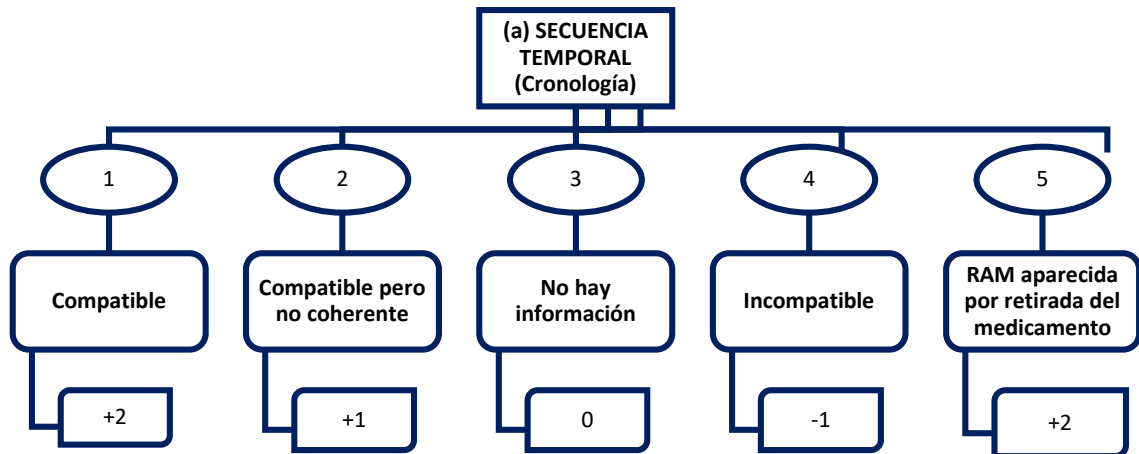 (a) SECUENCIA
TEMPORAL
(Cronología)
1
2
3
4
5
Compatible
Compatible pero
no coherente
No hay
información
Incompatible
RAM aparecida
por retirada del
medicamento
+2
+1
0
-1
+2